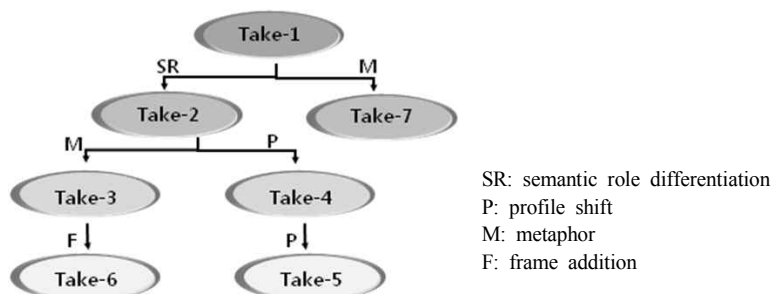 Take-1
SR M
Take-2 Take-7
M P
Take-3 Take-4
F P
Take-6 Take-5
SR: semantic role differentiation
P: profile shift
M: metaphor
F: frame addition